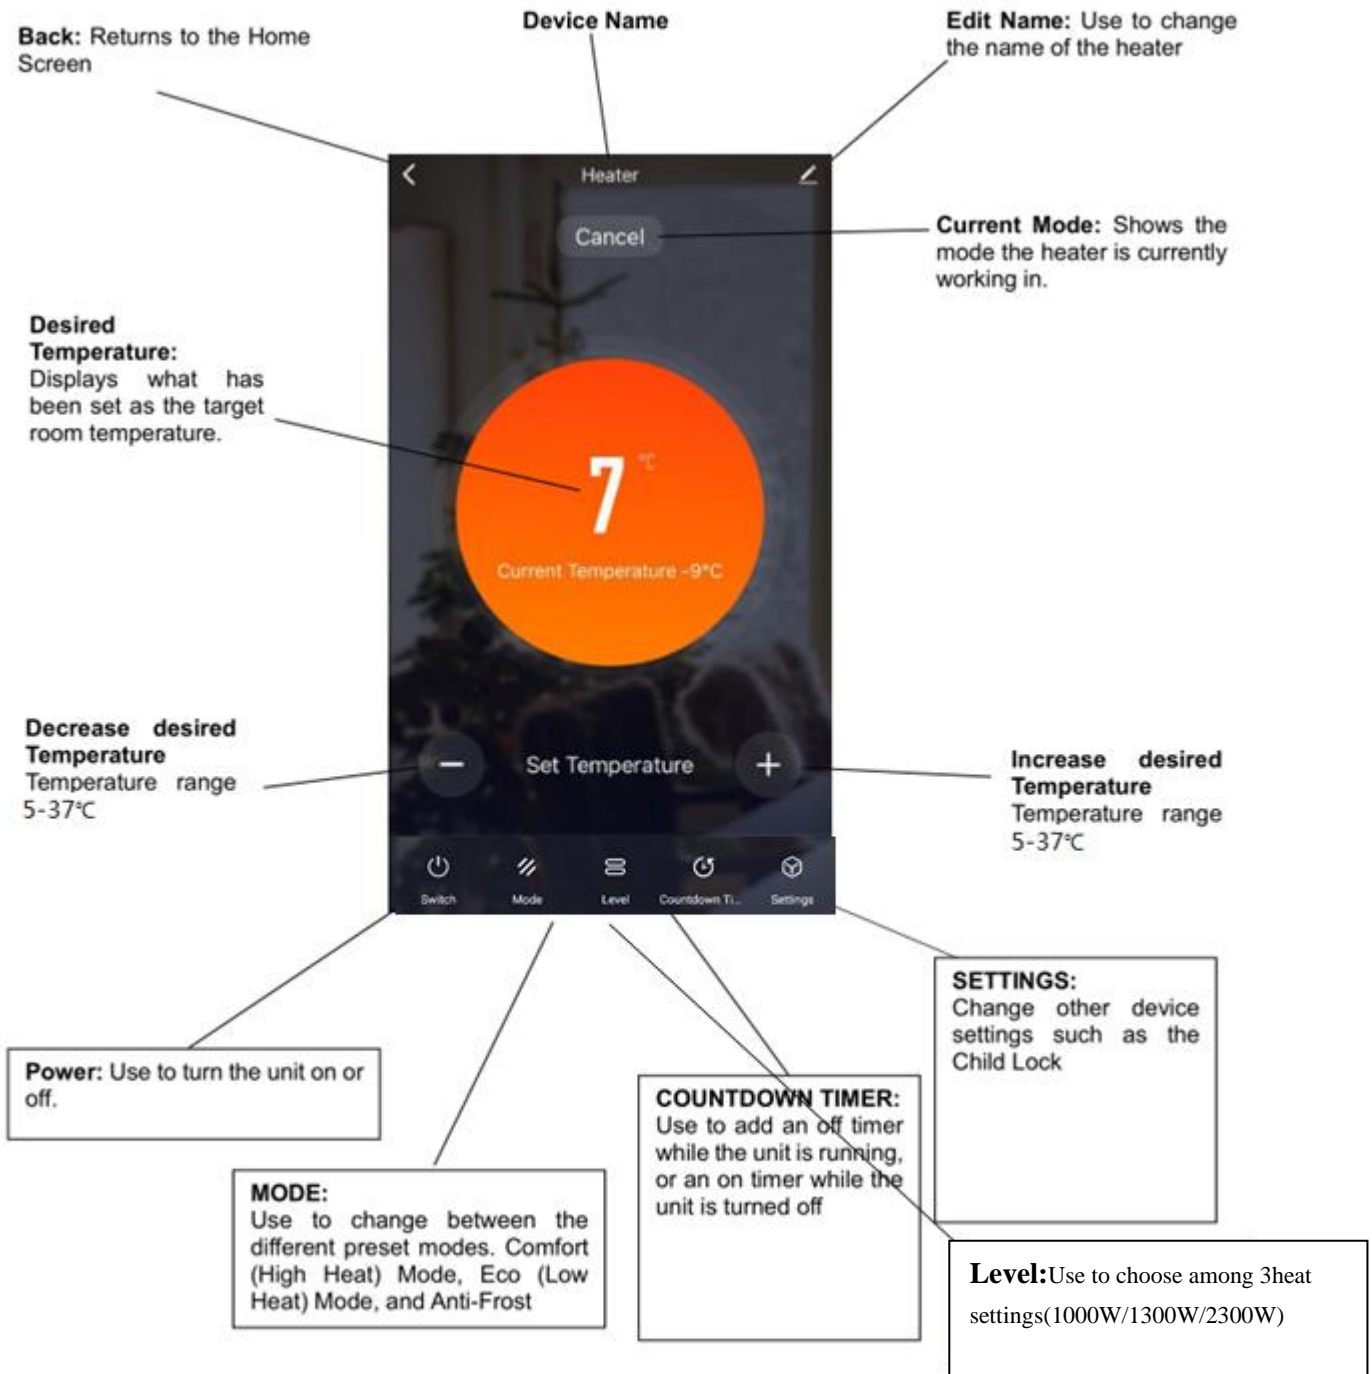 Back: Returns to the Home
Screen
Device Name
Edit Name: Use to change
the name of the heater
Heater
Cancel
Current Mode: Shows the
mode the heater is currently
working in.
Desired
Temperature:
Displays what has
been set as the target
room temperature.
7 °C
Current Temperature -9°C
Decrease desired
Temperature
Temperature range
5-37℃
Set Temperature
Increase desired
Temperature
Temperature range
5-37℃
Switch
Mode
Level
Countdown Ti...
Settings
SETTINGS:
Change other device
settings such as the
Child Lock
Power: Use to turn the unit on or
off.
COUNTDOWN TIMER:
Use to add an off timer
while the unit is running,
or an on timer while the
unit is turned off
MODE:
Use to change between the
different preset modes. Comfort
(High Heat) Mode, Eco (Low
Heat) Mode, and Anti-Frost
Level:Use to choose among 3heat
settings(1000W/1300W/2300W)